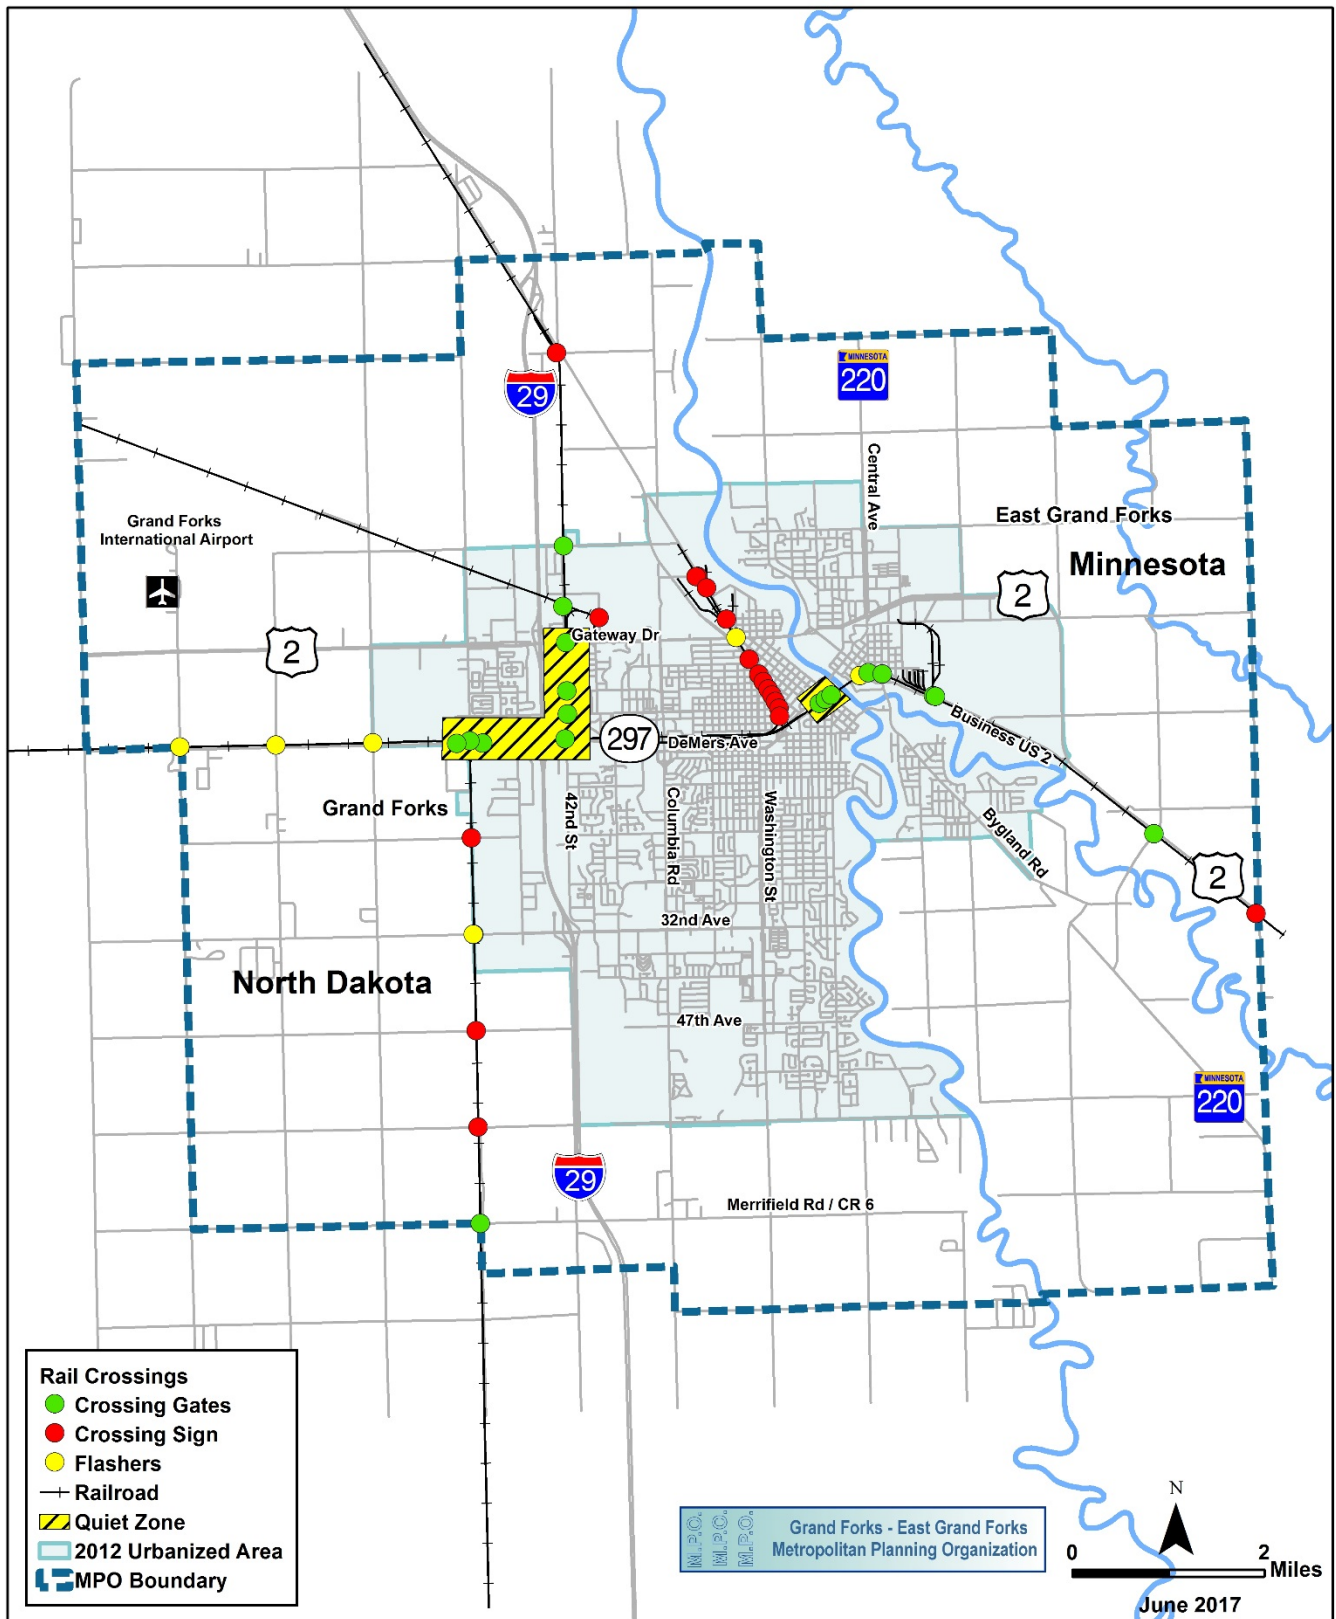 MINNESOTA
220
29
Central Ave
East Grand Forks
Grand Forks
International Airport
Minnesota
2
2
Gateway Dr
297
DeMers Ave
Business US 2
Grand Forks
42nd St
Columbia Rd
Washington St
Bygland Rd
2
32nd Ave
North Dakota
47th Ave
MINNESOTA
220
29
Merrifield Rd / CR 6
Rail Crossings
Crossing Gates
Crossing Sign
Flashers
Railroad
Quiet Zone
2012 Urbanized Area
MPO Boundary
M.P.O.
M.P.O.
M.P.O.
Grand Forks - East Grand Forks
Metropolitan Planning Organization
N
0 2
Miles
June 2017